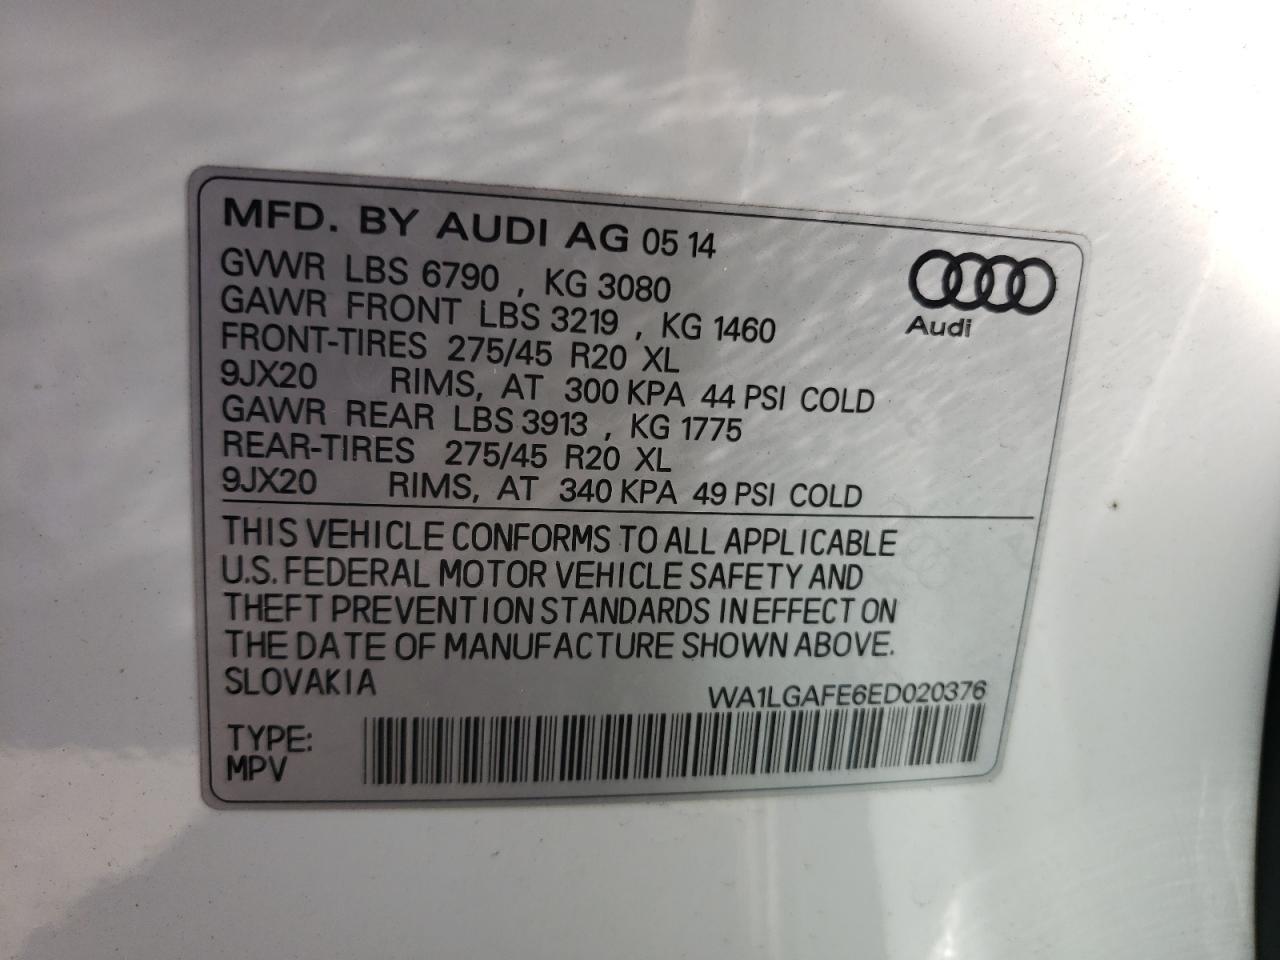 MFD. BY AUDI AG 05 14
GVWR LBS 6790 , KG 3080
GAWR FRONT LBS 3219 , KG 1460
FRONT-TIRES 275/45 R20 XL
9JX20 RIMS, AT 300 KPA 44 PSI COLD
GAWR REAR LBS 3913 , KG 1775
REAR-TIRES 275/45 R20 XL
9JX20 RIMS, AT 340 KPA 49 PSI COLD
Audi
THIS VEHICLE CONFORMS TO ALL APPLICABLE
U.S. FEDERAL MOTOR VEHICLE SAFETY AND
THEFT PREVENTION STANDARDS IN EFFECT ON
THE DATE OF MANUFACTURE SHOWN ABOVE.
SLOVAKIA
WA1LGAFE6ED020376
TYPE:
MPV